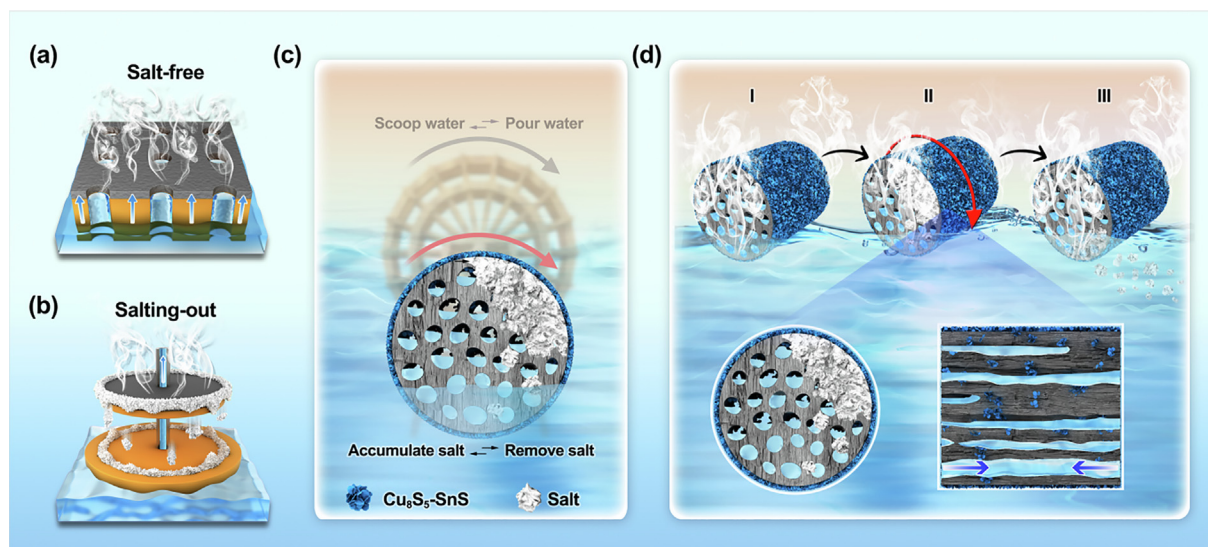 (a)
Salt-free
(b)
Salting-out
(c)
Scoop water ⇌ Pour water
Accumulate salt ⇌ Remove salt
Cu₈S₅-SnS
Salt
(d)
I
II
III